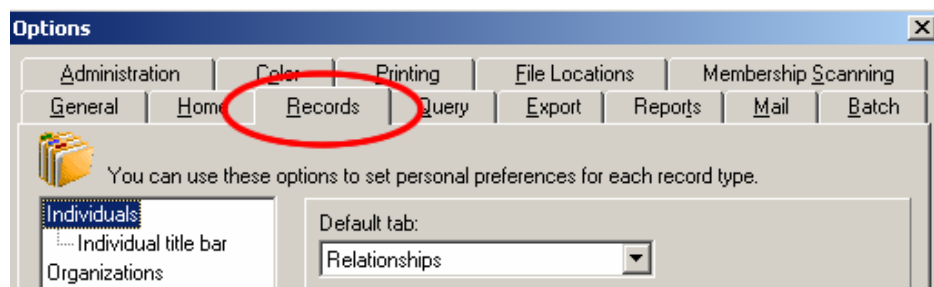 Options
Administration Color Printing File Locations Membership Scanning
General Home Records Query Export Reports Mail Batch
You can use these options to set personal preferences for each record type.
Individuals
Individual title bar
Organizations
Default tab:
Relationships